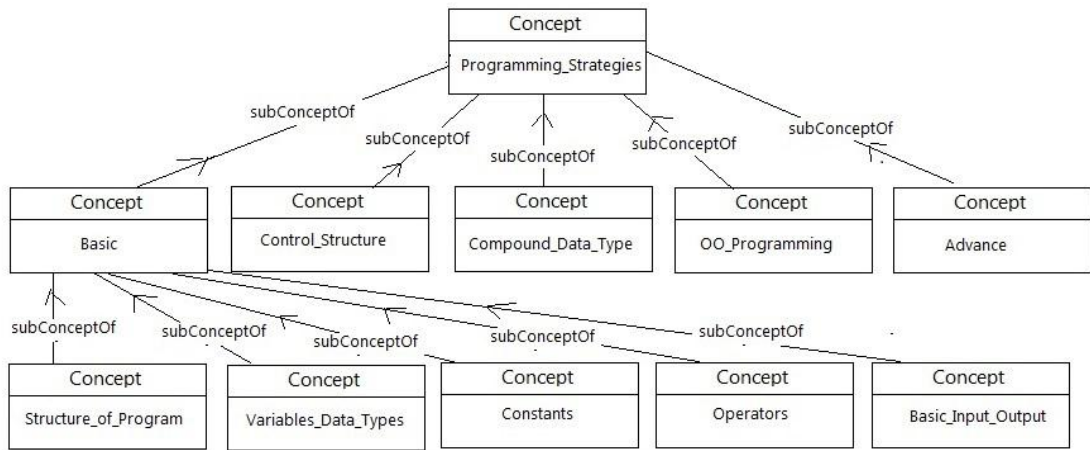 Concept
Programming_Strategies
subConceptOf
subConceptOf
subConceptOf
subConceptOf
subConceptOf
Concept
Basic
Concept
Control_Structure
Concept
Compound_Data_Type
Concept
OO_Programming
Concept
Advance
subConceptOf
subConceptOf
subConceptOf
subConceptOf
subConceptOf
Concept
Structure_of_Program
Concept
Variables_Data_Types
Concept
Constants
Concept
Operators
Concept
Basic_Input_Output